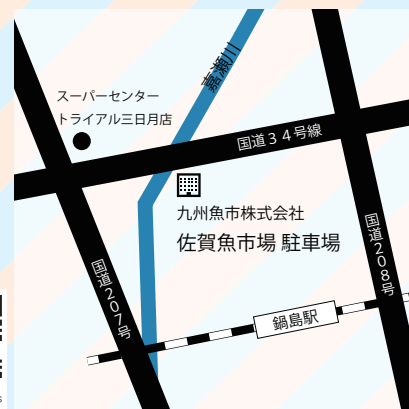 嘉瀬川
スーパーセンター
トライアル三日月店
国道３４号線
九州魚市株式会社
佐賀魚市場 駐車場
国道207号
国道208号
鍋島駅